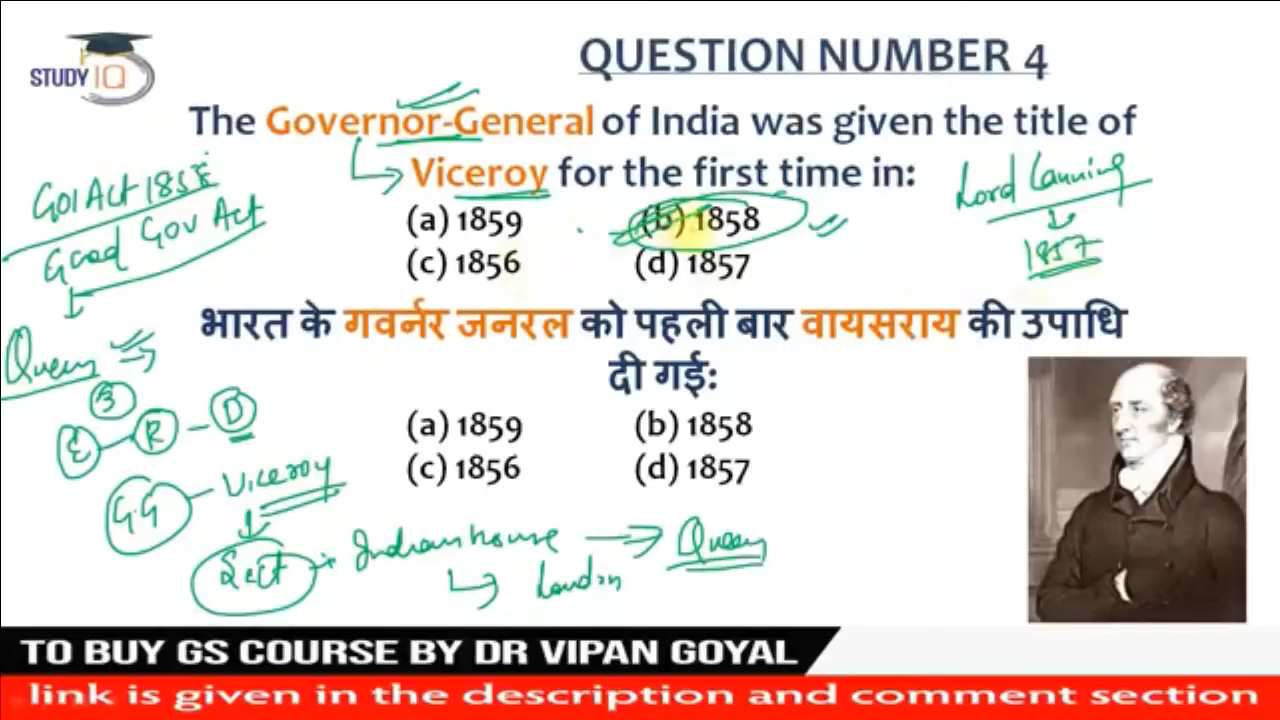 STUDY IQ
QUESTION NUMBER 4
The Governor-General of India was given the title of
Viceroy for the first time in:
(a) 1859 (b) 1858
(c) 1856 (d) 1857
Lord Canning
1857
GOI Act 1858
Good Gov Act
Queen
3
E - R - D
GG - Viceroy
Indian house
London
Queen
भारत के गवर्नर जनरल को पहली बार वायसराय की उपाधि
दी गईः
(a) 1859 (b) 1858
(c) 1856 (d) 1857
TO BUY GS COURSE BY DR VIPAN GOYAL
link is given in the description and comment section